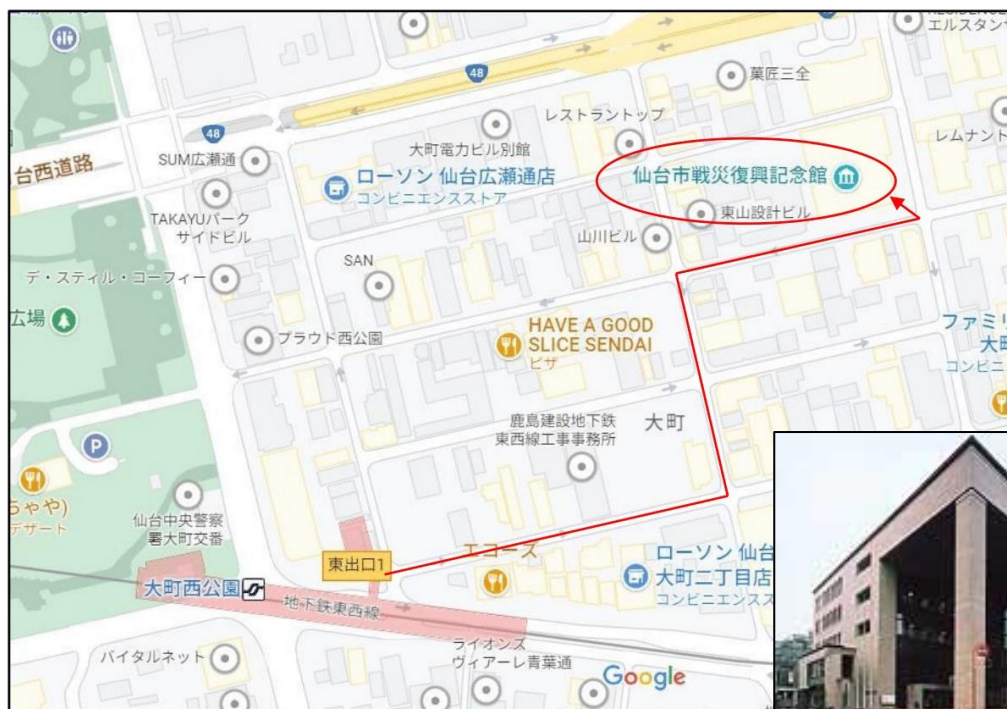 エルスタンマ
48
菓匠三全
レストラントップ
大町電力ビル別館
48
SUM広瀬通
台西道路
ローソン 仙台広瀬通店
コンビニエンスストア
仙台市戦災復興記念館
レムナント
TAKAYUパーク
サイドビル
東山設計ビル
山川ビル
SAN
デ・スティル・コーフィー
広場
プラウド西公園
HAVE A GOOD
SLICE SENDAI
ピザ
ファミリ
大町
コンビニ
鹿島建設地下鉄
東西線工事事務所
大町
P
ちゃや)
デザート
仙台中央警察
署大町交番
東出口1
エコーズ
ローソン 仙台
大町二丁目店
コンビニエンスス
大町西公園
地下鉄東西線
ライオンズ
ヴィアーレ青葉通
バイタルネット
Google